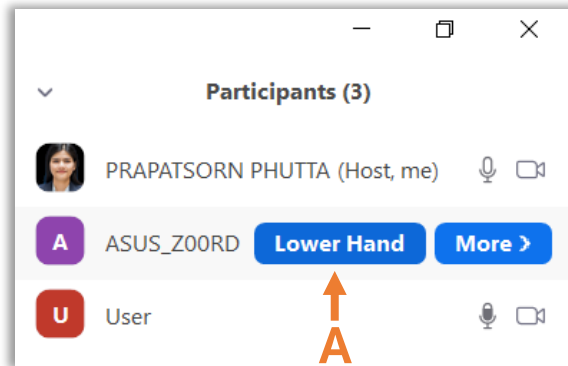 Participants (3)
PRAPATSORN PHUTTA (Host, me)
A ASUS_Z00RD Lower Hand More
U User
A